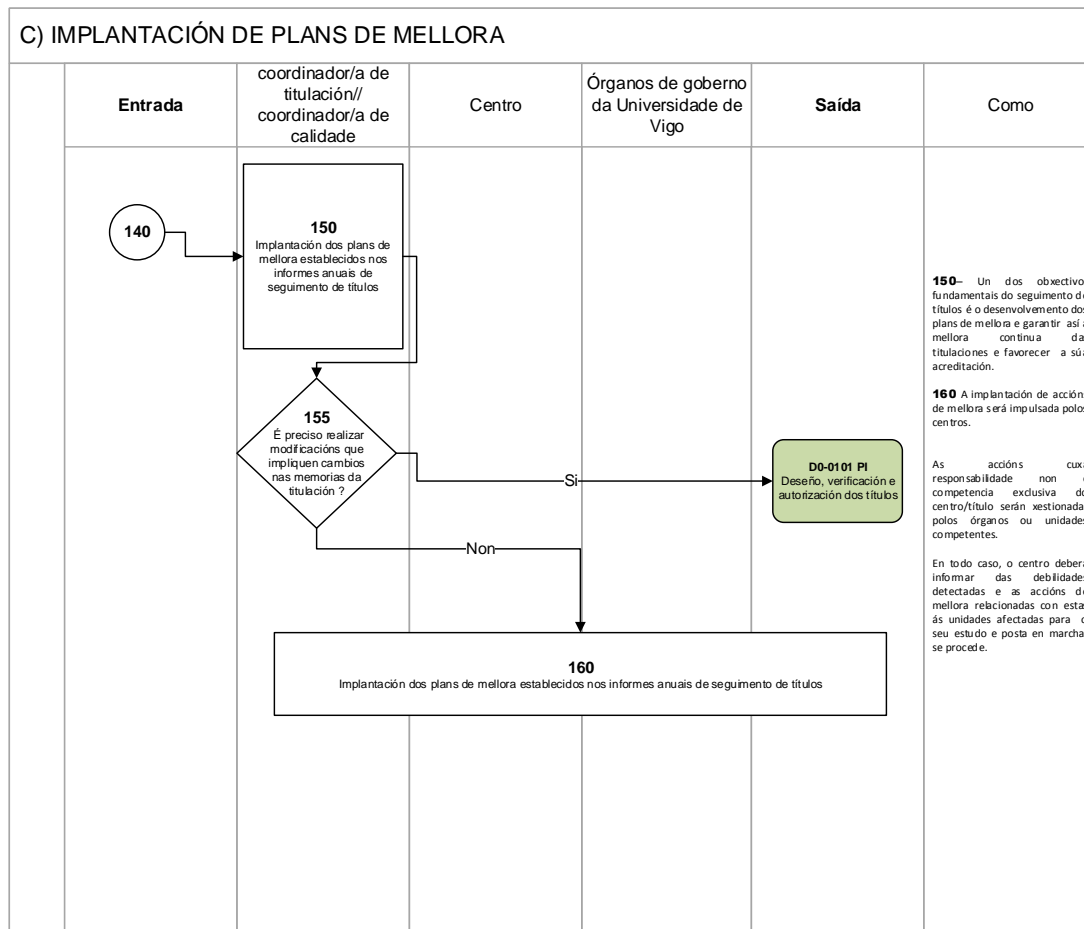 C) IMPLANTACIÓN DE PLANS DE MELLORA
Entrada
coordinador/a de
titulación//
coordinador/a de
calidade
Centro
Órganos de goberno
da Universidade de
Vigo
Saída
Como
140
150
Implantación dos plans de
mellora establecidos nos
informes anuais de
seguimento de títulos
155
É preciso realizar
modificacións que
impliquen cambios
nas memorias da
titulación ?
Si
D0-0101 PI
Deseño, verificación e
autorización dos títulos
Non
160
Implantación dos plans de mellora establecidos nos informes anuais de seguimento de títulos
150– Un dos obxectivo
fundamentais do seguimento d
títulos é o desenvolvemento dos
plans de mellora e garantir así a
mellora continua da
titulaciones e favorecer a súa
acreditación.
160 A implantación de acción
de mellora será impulsada polos
centros.
As accións cuxa
responsabilidade non
competencia exclusiva do
centro/título serán xestionada
polos órganos ou unidades
competentes.
En todo caso, o centro deberá
informar das debilidades
detectadas e as accións de
mellora relacionadas con estas
ás unidades afectadas para o
seu estudo e posta en marcha
se procede.